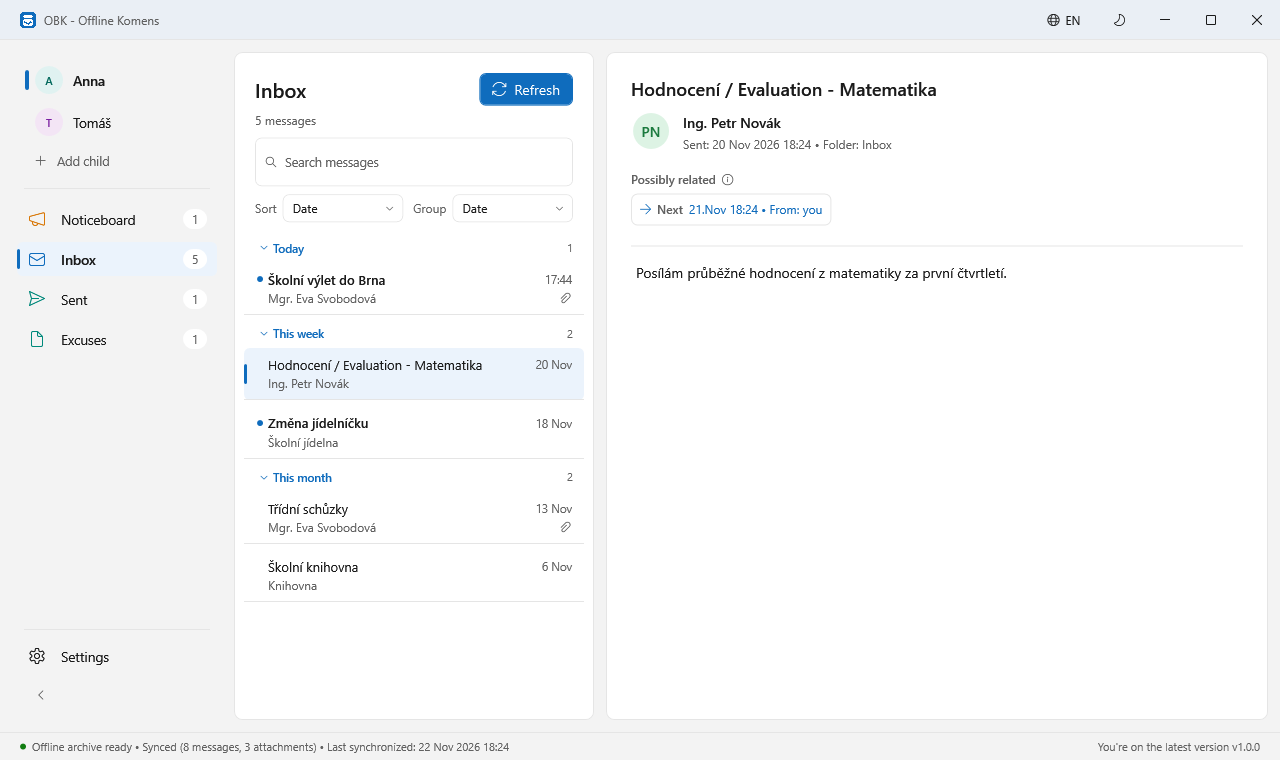 OBK - Offline Komens
EN
A
Anna
T
Tomáš
Add child
Noticeboard 1
Inbox 5
Sent 1
Excuses 1
Settings
Inbox
Refresh
5 messages
Search messages
Sort Date Group Date
Today 1
Školní výlet do Brna 17:44
Mgr. Eva Svobodová
This week 2
Hodnocení / Evaluation - Matematika 20 Nov
Ing. Petr Novák
Změna jídelníčku 18 Nov
Školní jídelna
This month 2
Třídní schůzky 13 Nov
Mgr. Eva Svobodová
Školní knihovna 6 Nov
Knihovna
Hodnocení / Evaluation - Matematika
PN
Ing. Petr Novák
Sent: 20 Nov 2026 18:24 • Folder: Inbox
Possibly related
Next 21.Nov 18:24 • From: you
Posílám průběžné hodnocení z matematiky za první čtvrtletí.
Offline archive ready • Synced (8 messages, 3 attachments) • Last synchronized: 22 Nov 2026 18:24
You're on the latest version v1.0.0